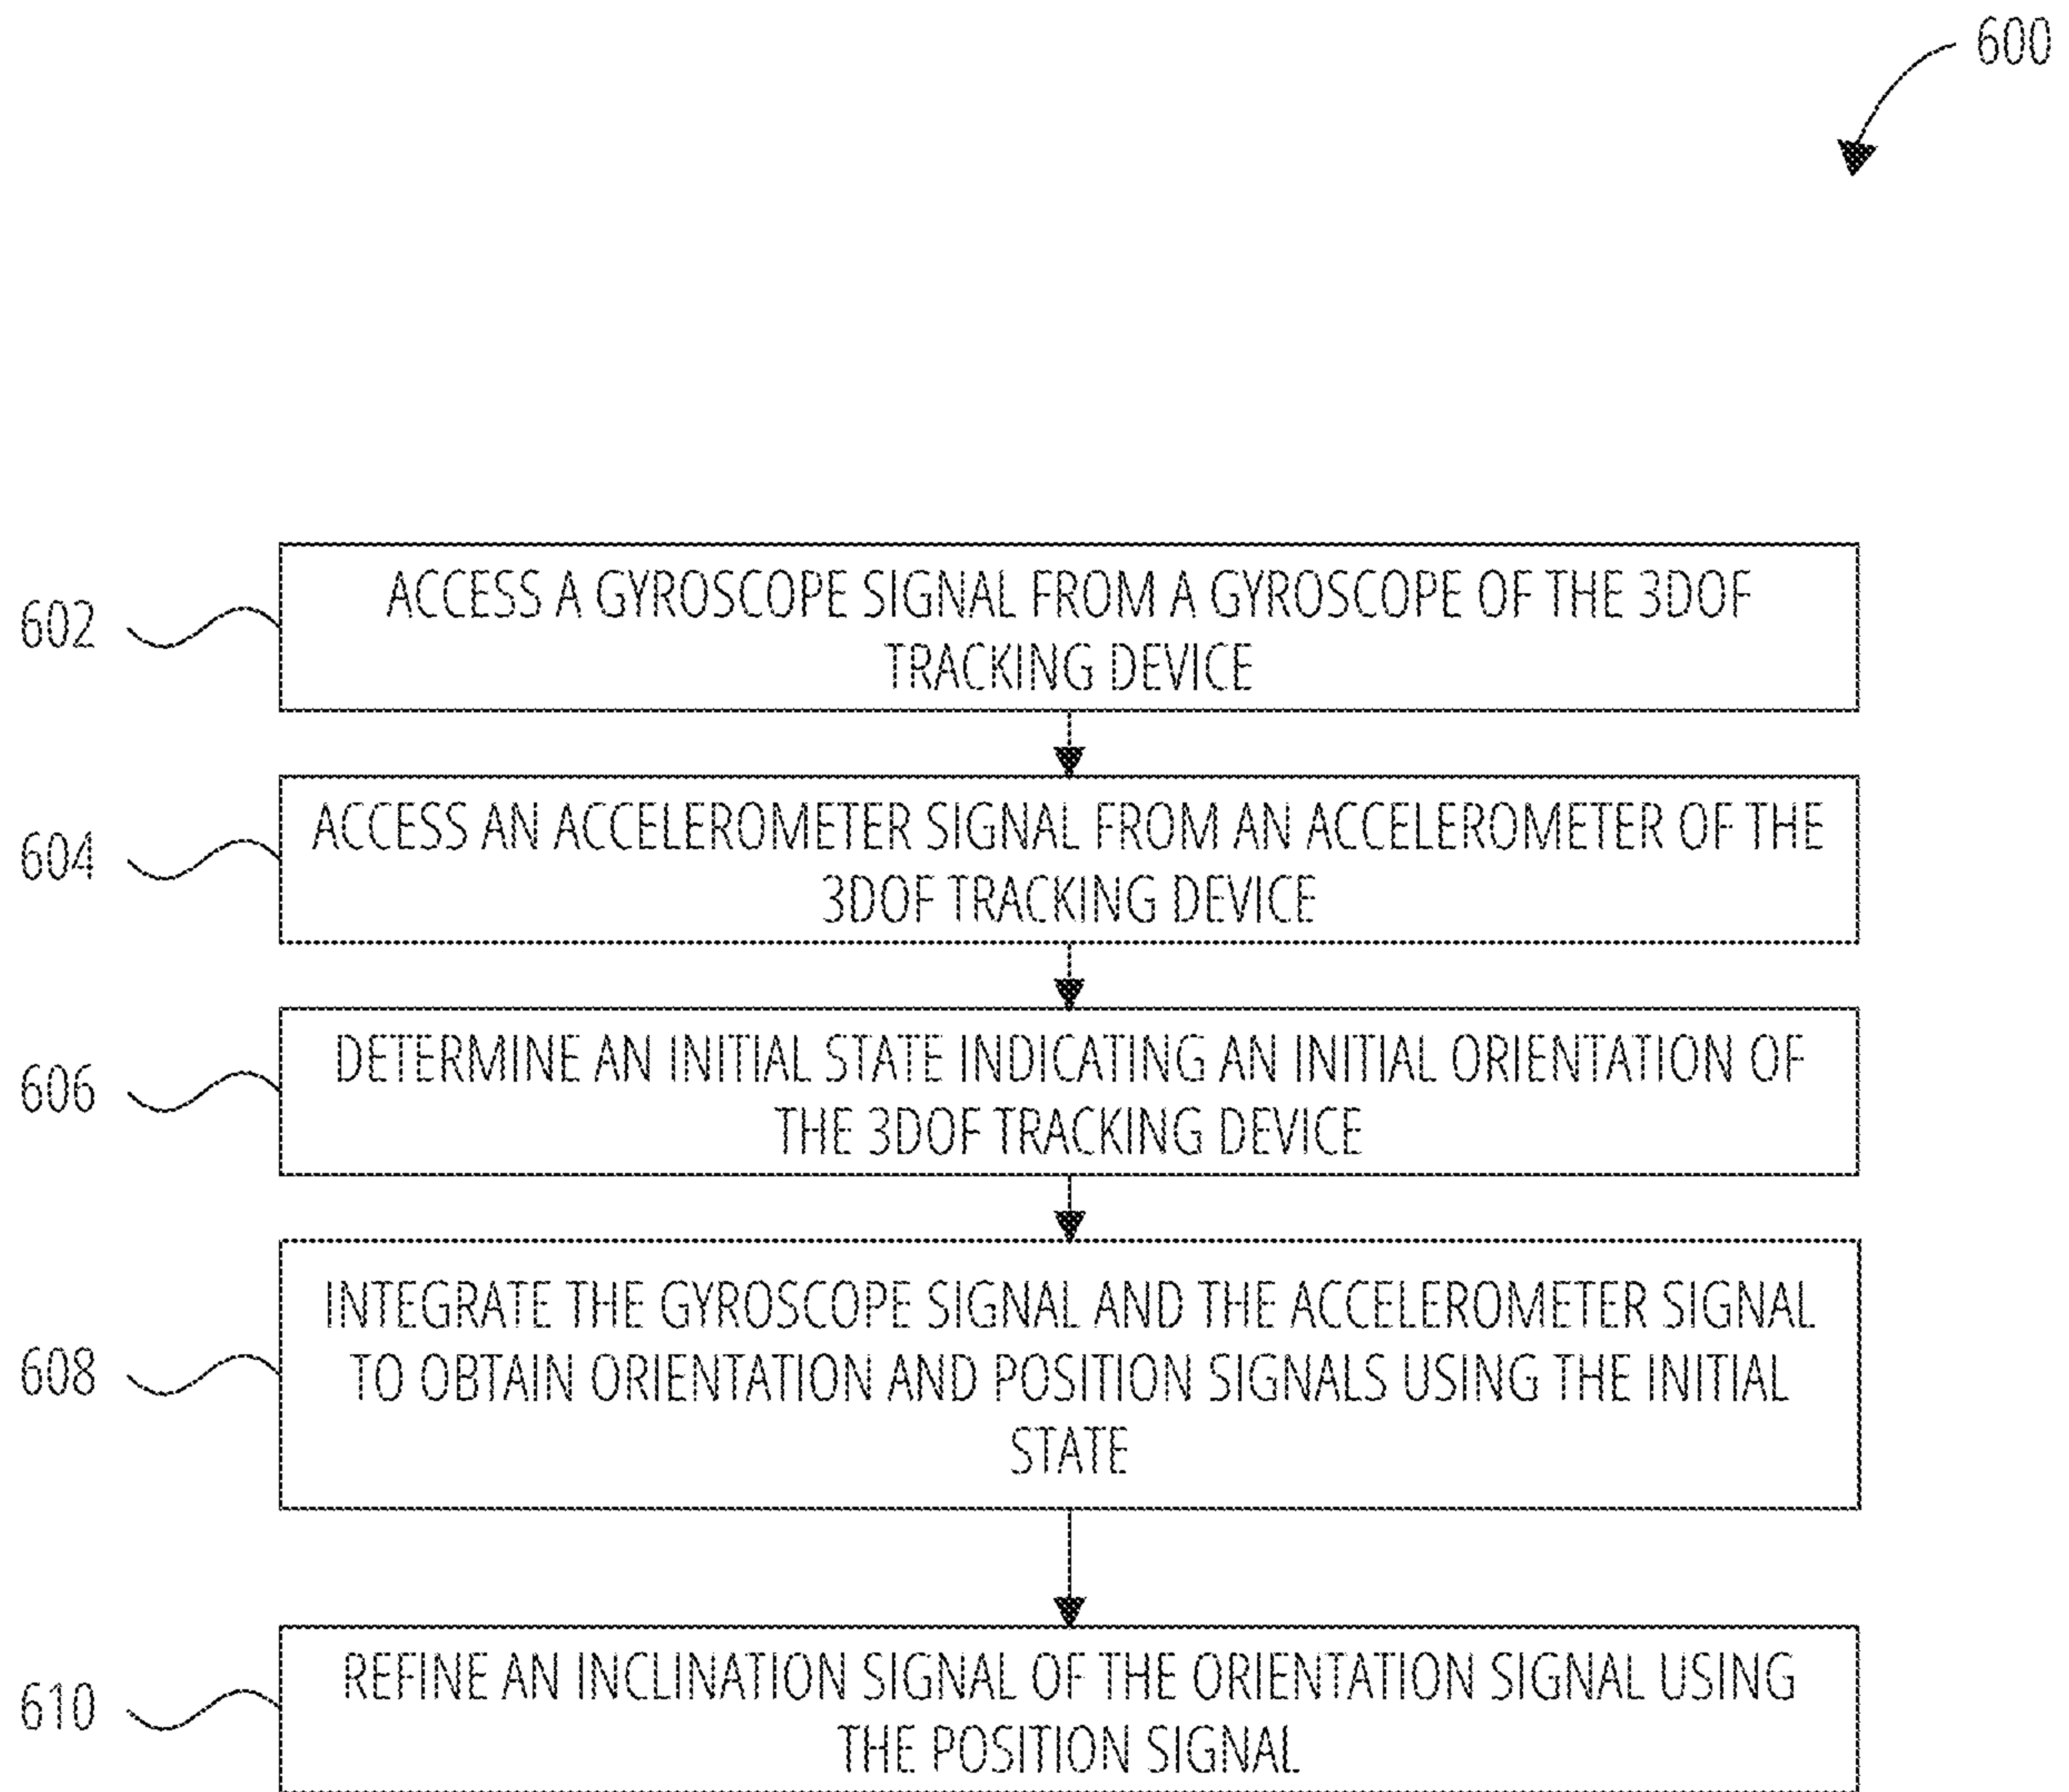 600
602
ACCESS A GYROSCOPE SIGNAL FROM A GYROSCOPE OF THE 3DOF
TRACKING DEVICE
604
ACCESS AN ACCELEROMETER SIGNAL FROM AN ACCELEROMETER OF THE
3DOF TRACKING DEVICE
606
DETERMINE AN INITIAL STATE INDICATING AN INITIAL ORIENTATION OF
THE 3DOF TRACKING DEVICE
608
INTEGRATE THE GYROSCOPE SIGNAL AND THE ACCELEROMETER SIGNAL
TO OBTAIN ORIENTATION AND POSITION SIGNALS USING THE INITIAL
STATE
610
REFINE AN INCLINATION SIGNAL OF THE ORIENTATION SIGNAL USING
THE POSITION SIGNAL